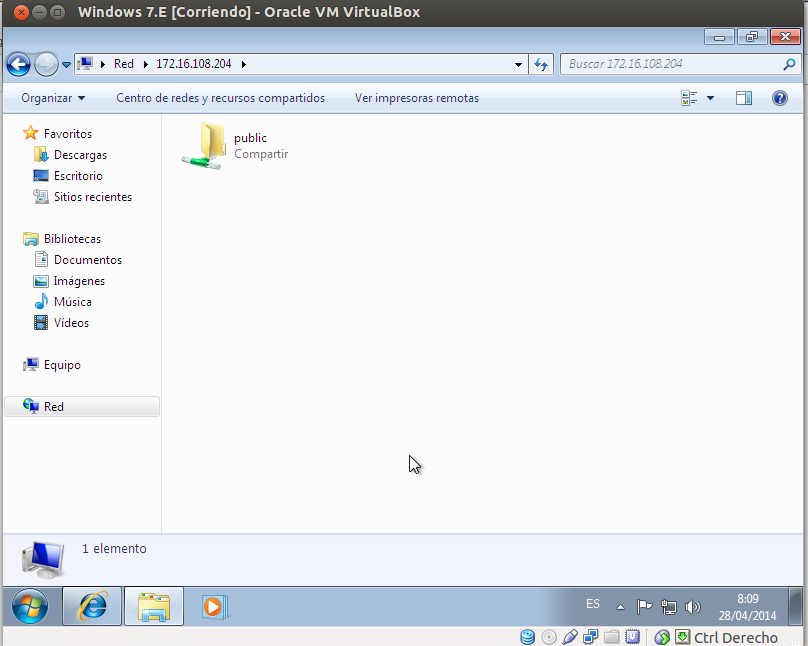 Windows 7.E [Corriendo] - Oracle VM VirtualBox
Red 172.16.108.204
Buscar 172.16.108.204
Organizar Centro de redes y recursos compartidos Ver impresoras remotas
Favoritos
Descargas
Escritorio
Sitios recientes
Bibliotecas
Documentos
Imágenes
Música
Vídeos
Equipo
Red
public
Compartir
1 elemento
ES
8:09
28/04/2014
Ctrl Derecho